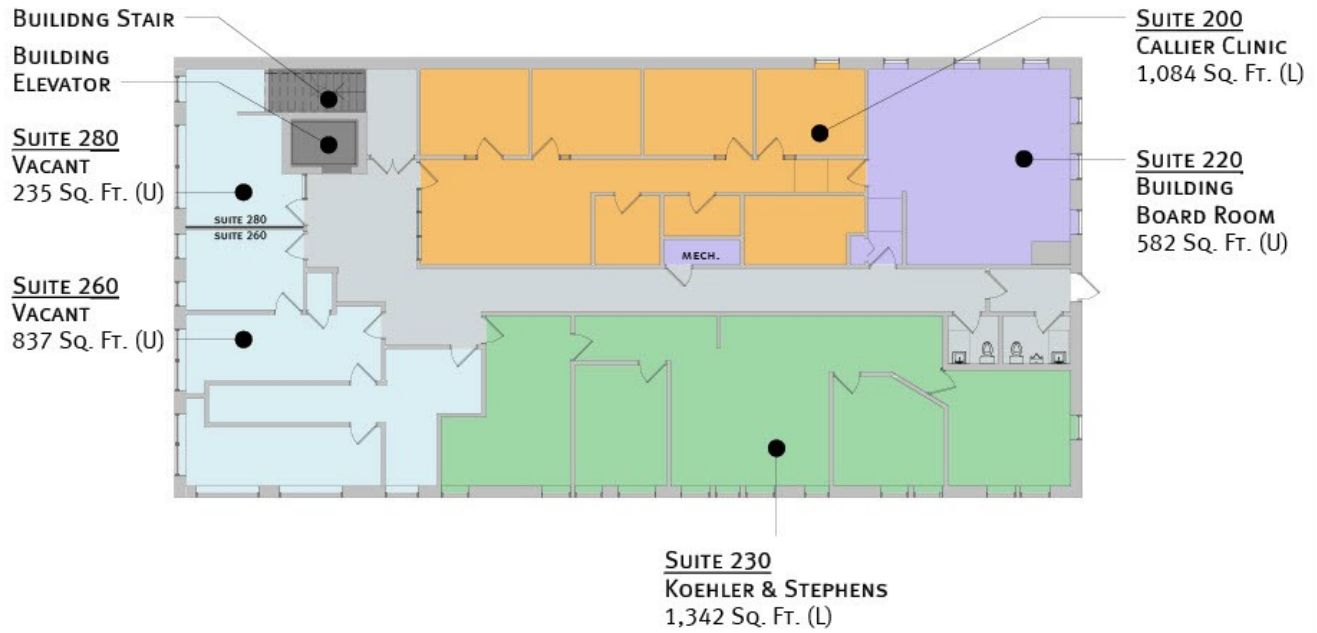 BUILIDNG STAIR
BUILDING
ELEVATOR
SUITE 280
VACANT
235 SQ. FT. (U)
SUITE 260
VACANT
837 SQ. FT. (U)
SUITE 280
SUITE 260
MECH.
SUITE 200
CALLIER CLINIC
1,084 SQ. FT. (L)
SUITE 220
BUILDING
BOARD ROOM
582 SQ. FT. (U)
SUITE 230
KOEHLER & STEPHENS
1,342 SQ. FT. (L)